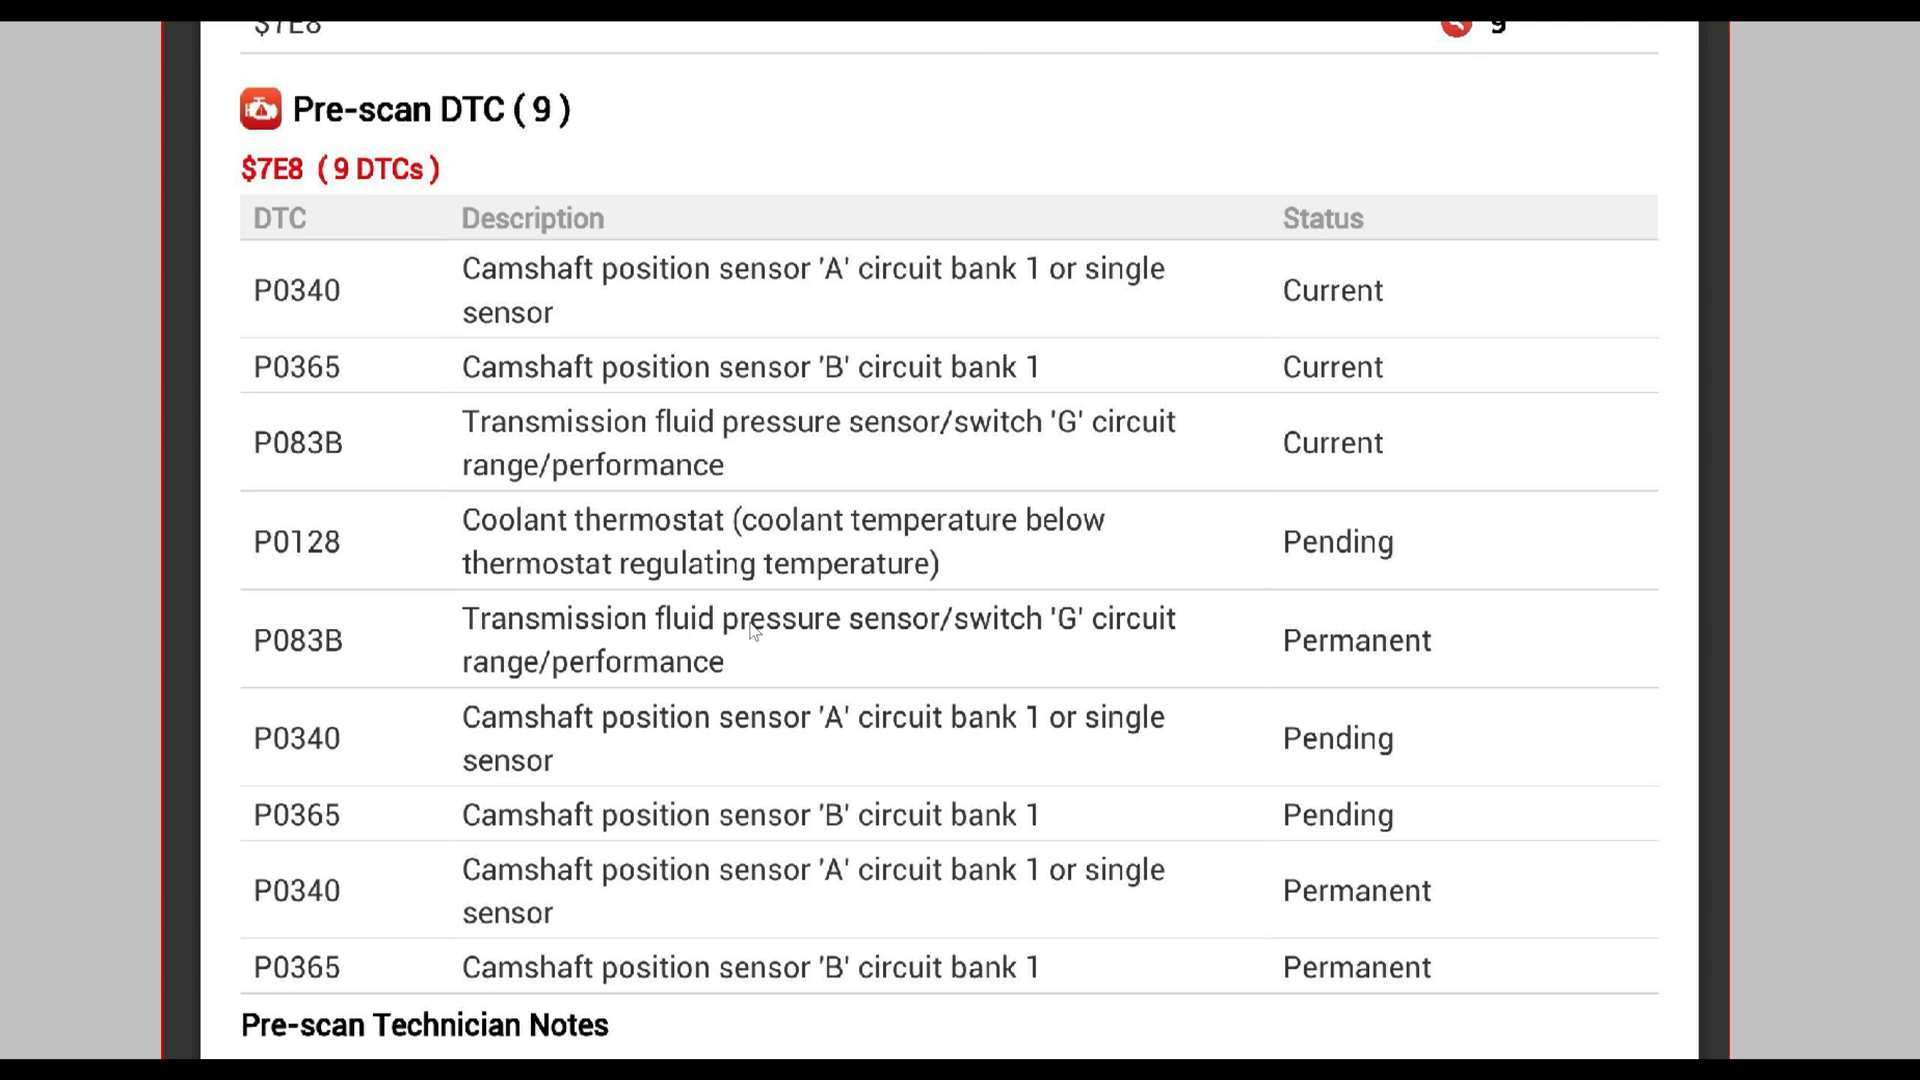 $7E8 9
Pre-scan DTC ( 9 )
$7E8 ( 9 DTCs )
DTC Description Status
P0340 Camshaft position sensor 'A' circuit bank 1 or single sensor Current
P0365 Camshaft position sensor 'B' circuit bank 1 Current
P083B Transmission fluid pressure sensor/switch 'G' circuit range/performance Current
P0128 Coolant thermostat (coolant temperature below thermostat regulating temperature) Pending
P083B Transmission fluid pressure sensor/switch 'G' circuit range/performance Permanent
P0340 Camshaft position sensor 'A' circuit bank 1 or single sensor Pending
P0365 Camshaft position sensor 'B' circuit bank 1 Pending
P0340 Camshaft position sensor 'A' circuit bank 1 or single sensor Permanent
P0365 Camshaft position sensor 'B' circuit bank 1 Permanent
Pre-scan Technician Notes